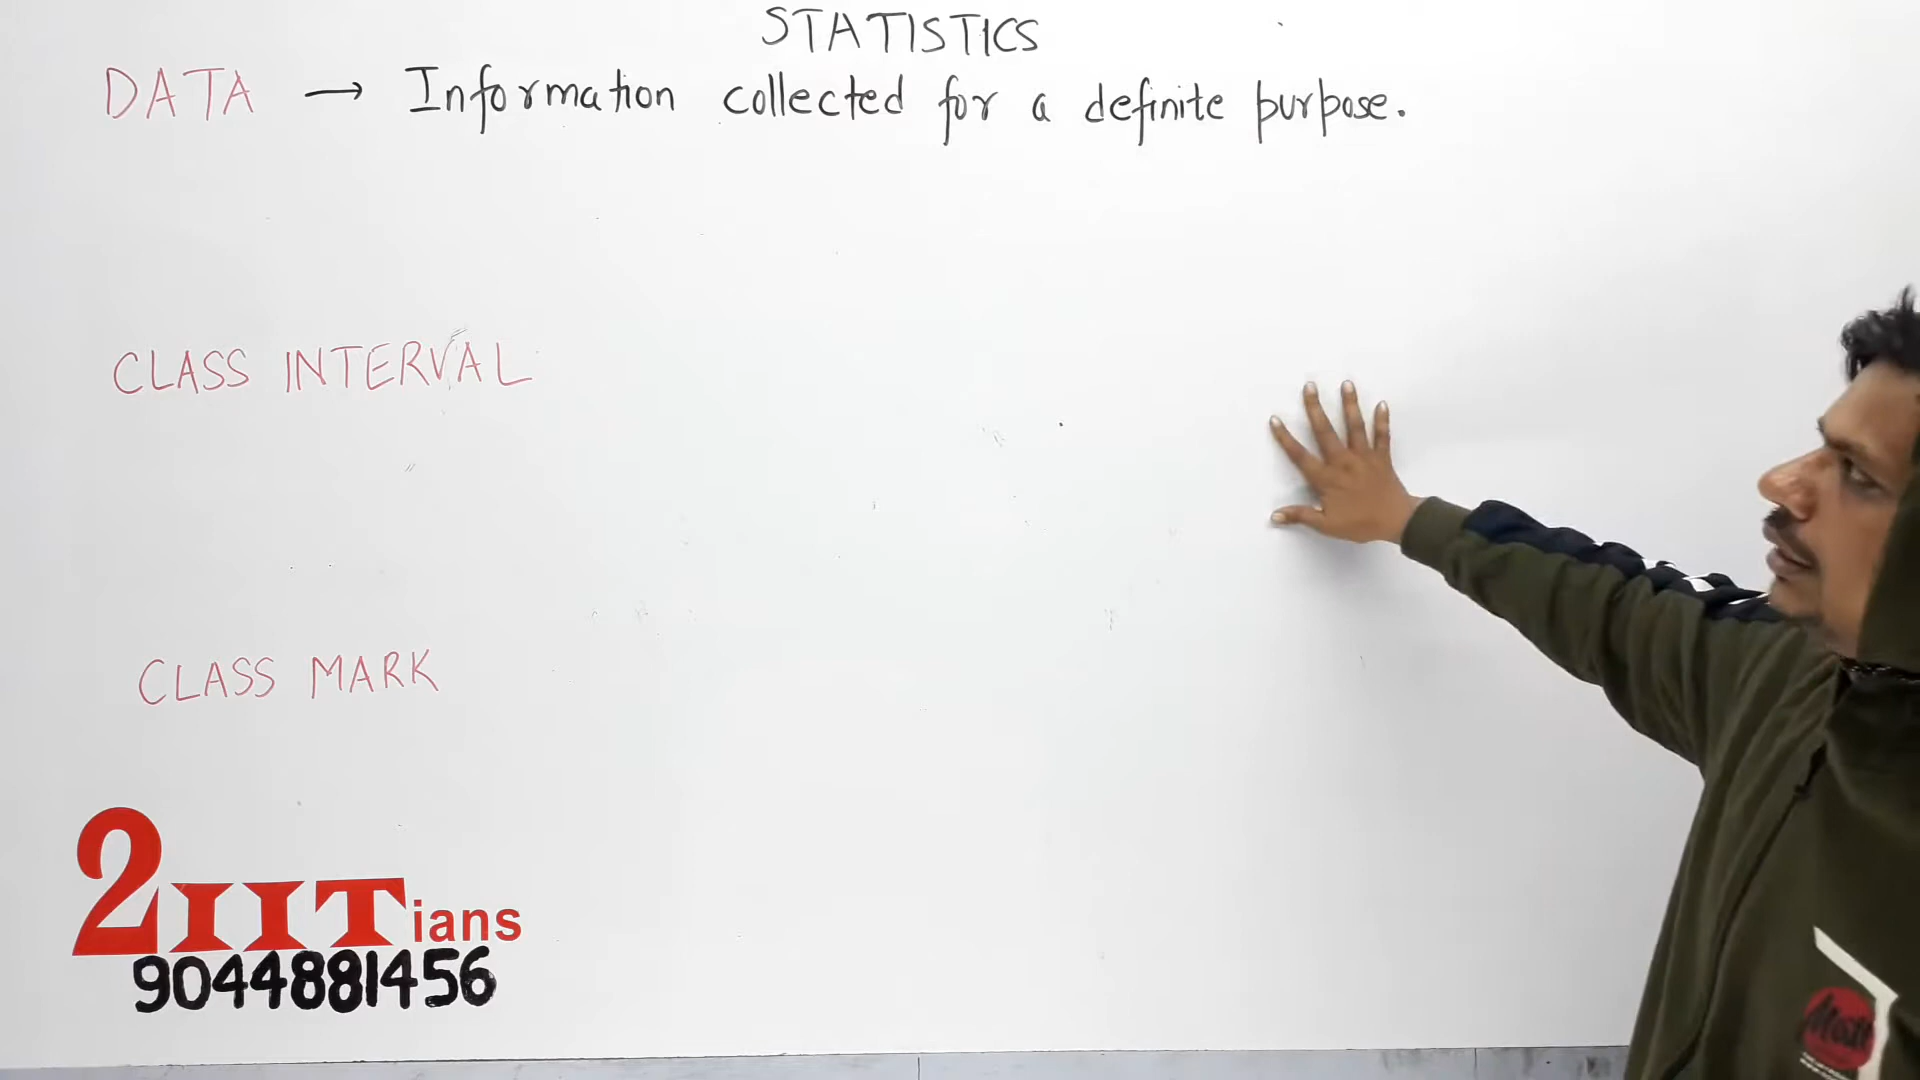 STATISTICS
DATA → Information collected for a definite purpose.
CLASS INTERVAL
CLASS MARK
2IITians
9044881456